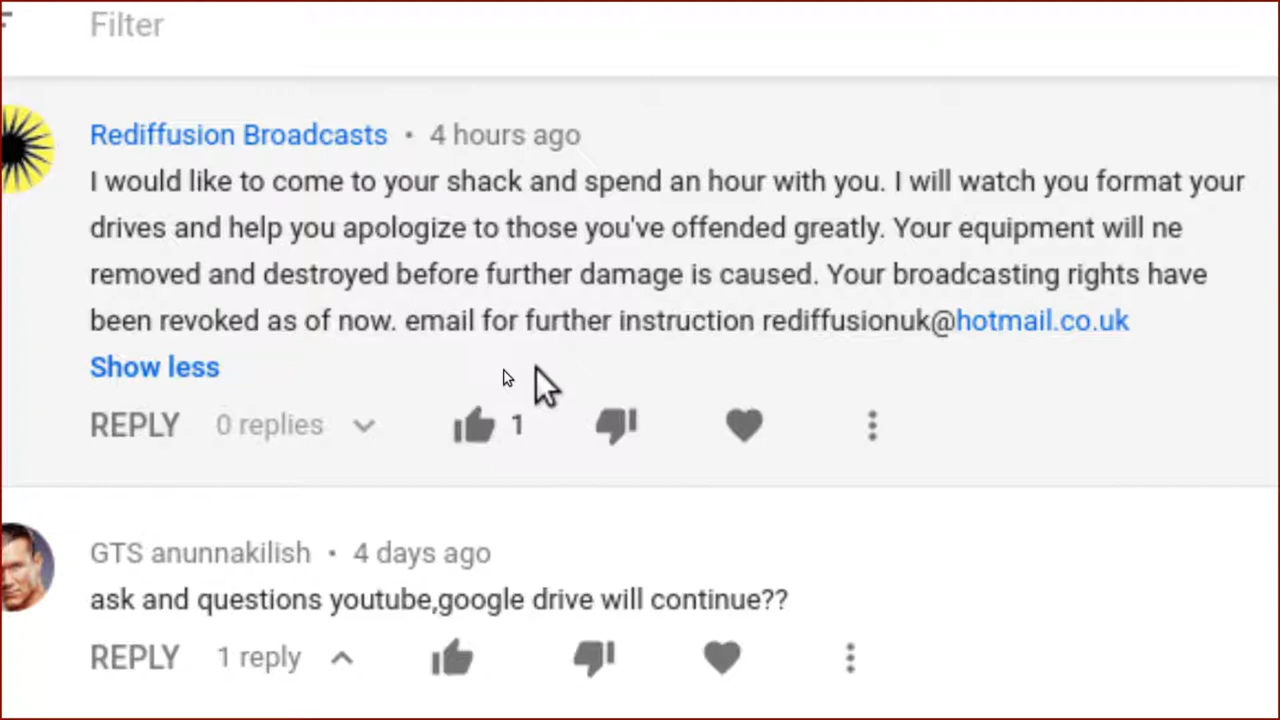 Filter
Rediffusion Broadcasts • 4 hours ago
I would like to come to your shack and spend an hour with you. I will watch you format your
drives and help you apologize to those you've offended greatly. Your equipment will ne
removed and destroyed before further damage is caused. Your broadcasting rights have
been revoked as of now. email for further instruction rediffusionuk@hotmail.co.uk
Show less
REPLY 0 replies 1
GTS anunnakilish • 4 days ago
ask and questions youtube,google drive will continue??
REPLY 1 reply